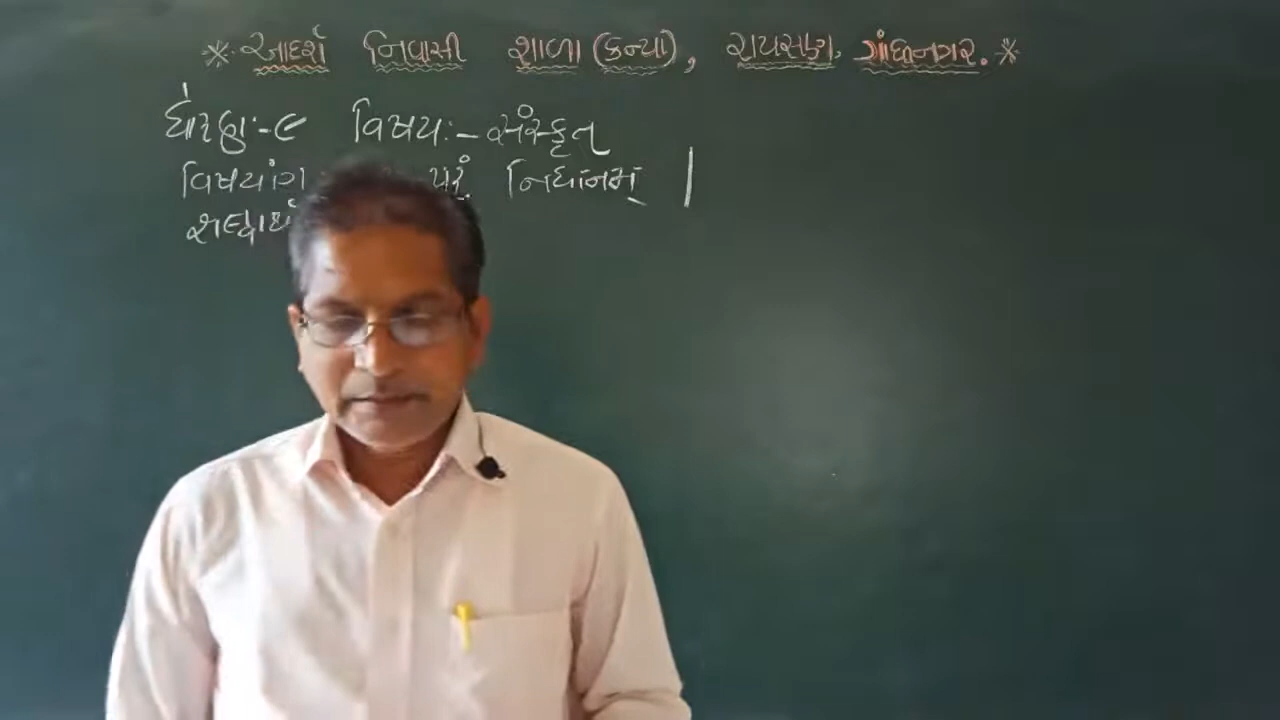 * આદર્શ નિવાસી શાળા (કન્યા), રાયસણ, ગાંધીનગર. *
ધોરણ:-૯ વિષય:- સંસ્કૃત
વિષયાંગ પરં નિધાનમ્ |